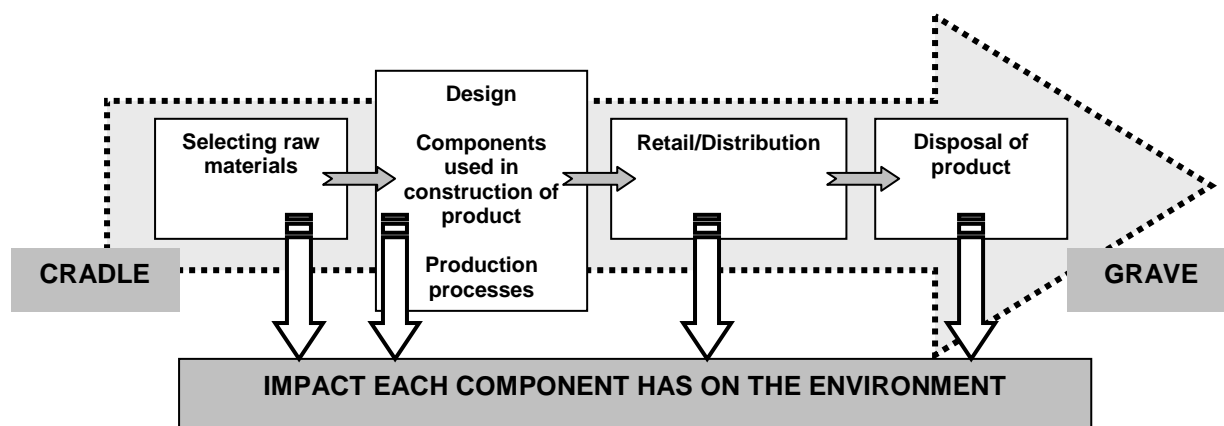 Selecting raw
materials
Design
Components
used in
construction of
product
Production
processes
Retail/Distribution
Disposal of
product
CRADLE
GRAVE
IMPACT EACH COMPONENT HAS ON THE ENVIRONMENT